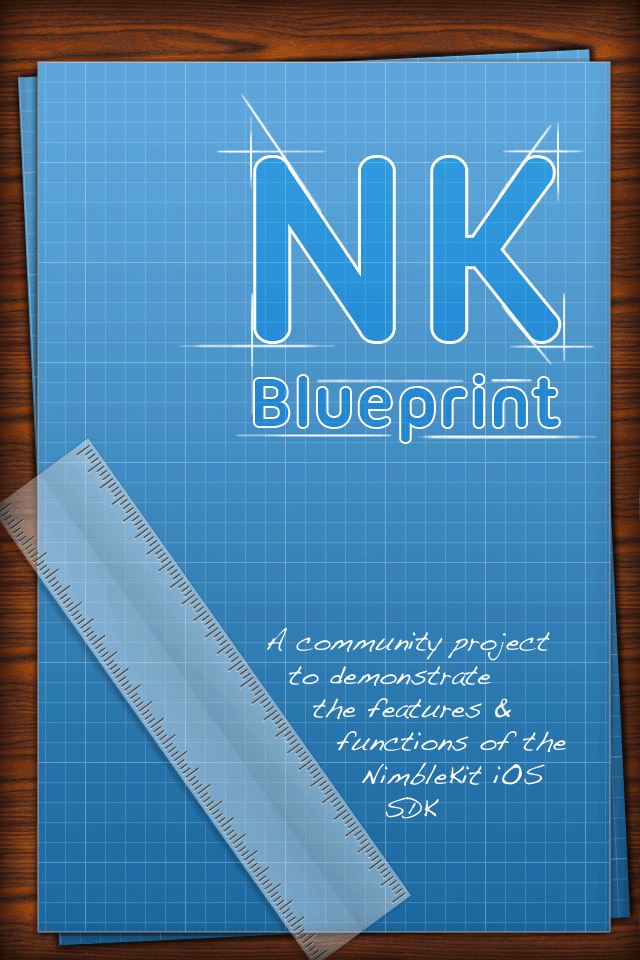 NK
Blueprint
A community project
to demonstrate
the features &
functions of the
NimbleKit iOS
SDK